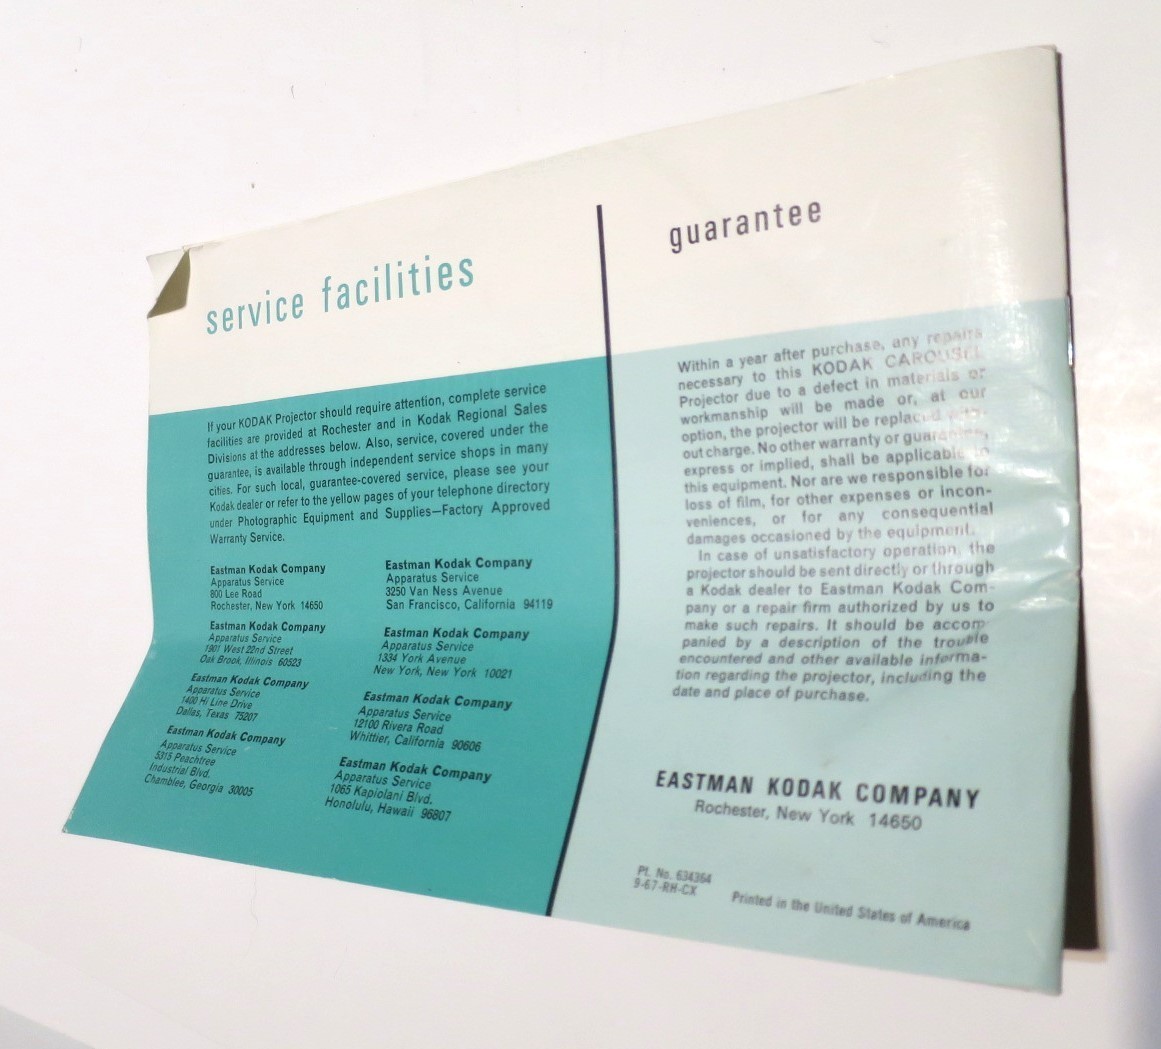 service facilities
If your KODAK Projector should require attention, complete service
facilities are provided at Rochester and in Kodak Regional Sales
Divisions at the addresses below. Also, service, covered under the
guarantee, is available through independent service shops in many
cities. For such local, guarantee-covered service, please see your
Kodak dealer or refer to the yellow pages of your telephone directory
under Photographic Equipment and Supplies—Factory Approved
Warranty Service.
Eastman Kodak Company
Apparatus Service
800 Lee Road
Rochester, New York 14650
Eastman Kodak Company
Apparatus Service
1901 West 22nd Street
Oak Brook, Illinois 60523
Eastman Kodak Company
Apparatus Service
1400 Hi Line Drive
Dallas, Texas 75207
Eastman Kodak Company
Apparatus Service
5315 Peachtree
Industrial Blvd.
Chamblee, Georgia 30005
Eastman Kodak Company
Apparatus Service
3250 Van Ness Avenue
San Francisco, California 94119
Eastman Kodak Company
Apparatus Service
1334 York Avenue
New York, New York 10021
Eastman Kodak Company
Apparatus Service
12100 Rivera Road
Whittier, California 90606
Eastman Kodak Company
Apparatus Service
1065 Kapiolani Blvd.
Honolulu, Hawaii 96807
guarantee
Within a year after purchase, any repairs
necessary to this KODAK CAROUSEL
Projector due to a defect in materials or
workmanship will be made or, at our
option, the projector will be replaced with-
out charge. No other warranty or guarantee,
express or implied, shall be applicable to
this equipment. Nor are we responsible for
loss of film, for other expenses or incon-
veniences, or for any consequential
damages occasioned by the equipment.
In case of unsatisfactory operation, the
projector should be sent directly or through
a Kodak dealer to Eastman Kodak Com-
pany or a repair firm authorized by us to
make such repairs. It should be accom-
panied by a description of the trouble
encountered and other available informa-
tion regarding the projector, including the
date and place of purchase.
EASTMAN KODAK COMPANY
Rochester, New York 14650
Pt. No. 634364
9-67-RH-CX
Printed in the United States of America